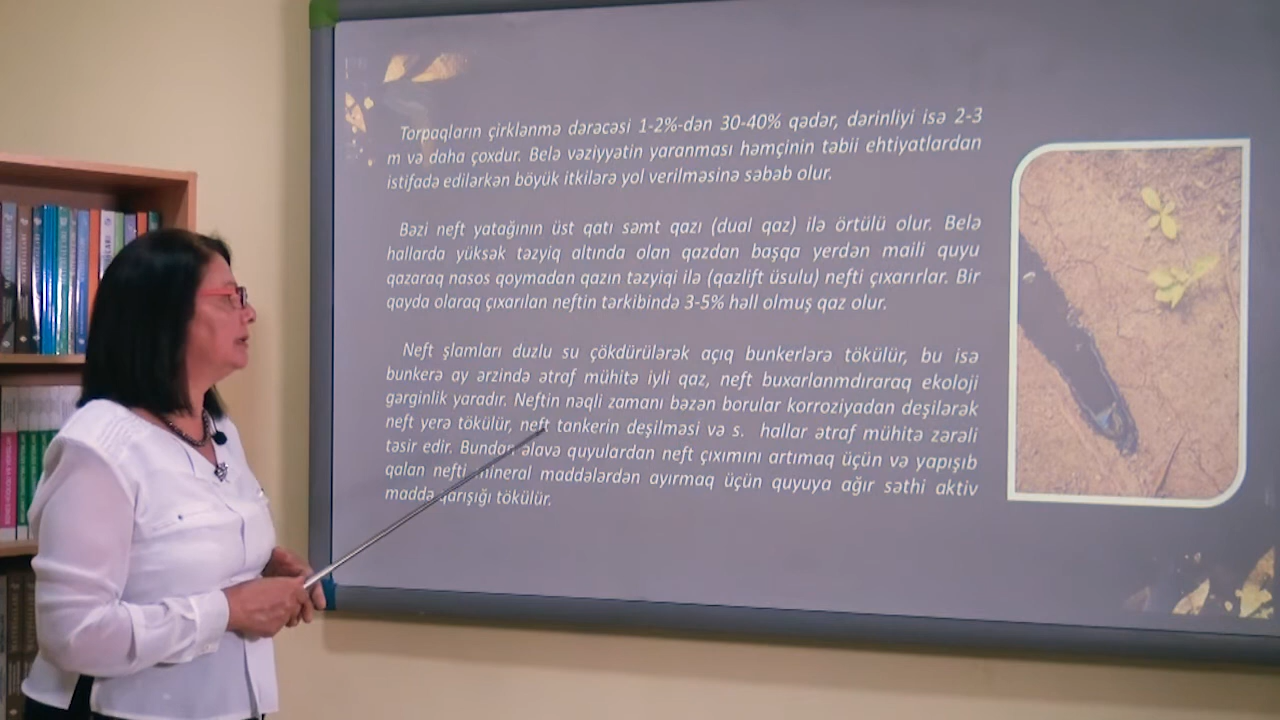 Torpaqların çirklənmə dərəcəsi 1-2%-dən 30-40% qədər, dərinliyi isə 2-3
m və daha çoxdur. Belə vəziyyətin yaranması həmçinin təbii ehtiyatlardan
istifadə edilərkən böyük itkilərə yol verilməsinə səbəb olur.
Bəzi neft yatağının üst qatı səmt qazı (dual qaz) ilə örtülü olur. Belə
hallarda yüksək təzyiq altında olan qazdan başqa yerdən maili quyu
qazaraq nasos qoymadan qazın təzyiqi ilə (qazlift üsulu) nefti çıxarırlar. Bir
qayda olaraq çıxarılan neftin tərkibində 3-5% həll olmuş qaz olur.
Neft şlamları duzlu su çökdürülərək açıq bunkerlərə tökülür, bu isə
bunkerə ay ərzində ətraf mühitə iyli qaz, neft buxarlanmdıraraq ekoloji
gərginlik yaradır. Neftin nəqli zamanı bəzən borular korroziyadan deşilərək
neft yerə tökülür, neft tankerin deşilməsi və s. hallar ətraf mühitə zərəli
təsir edir. Bundan əlavə quyulardan neft çıxımını artımaq üçün və yapışıb
qalan nefti mineral maddələrdən ayırmaq üçün quyuya ağır səthi aktiv
maddə qarışığı tökülür.